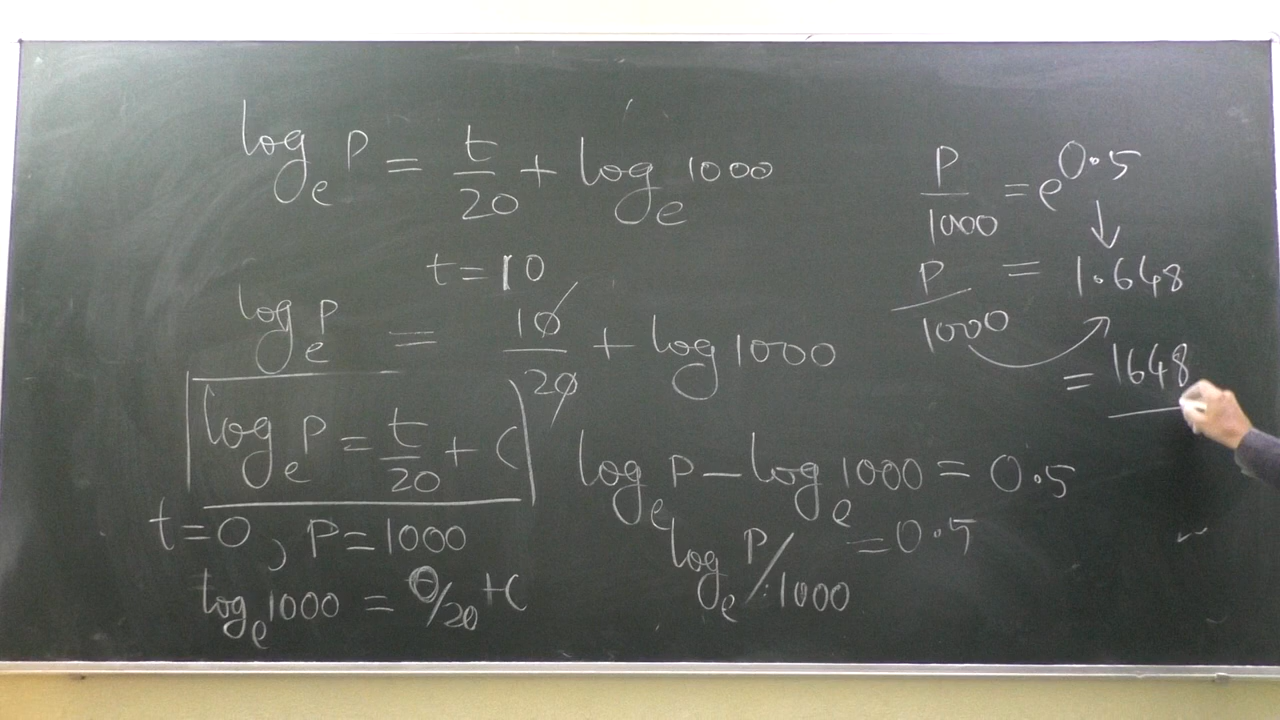 log_e P = t/20 + log_e 1000
t = 10
log_e P = 10/20 + log 1000
log_e P = t/20 + C
t = 0, P = 1000
log_e 1000 = 0/20 + C
log_e P - log_e 1000 = 0.5
log_e P/1000 = 0.5
P/1000 = e^0.5
P/1000 = 1.648
= 1648